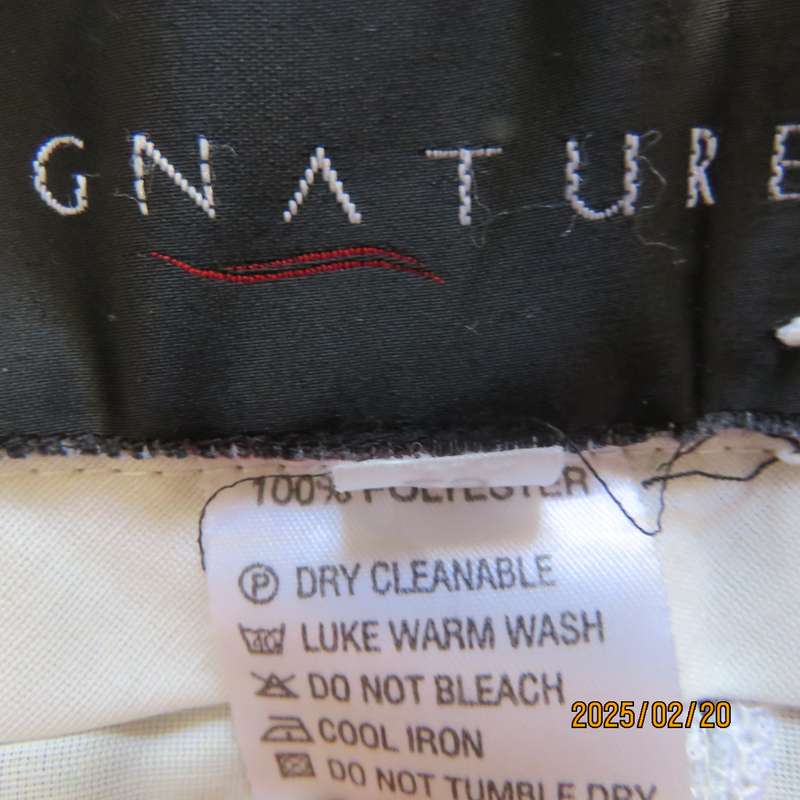 GNATURE
100% POLYESTER
P DRY CLEANABLE
LUKE WARM WASH
DO NOT BLEACH
COOL IRON
DO NOT TUMBLE DRY
2025/02/20